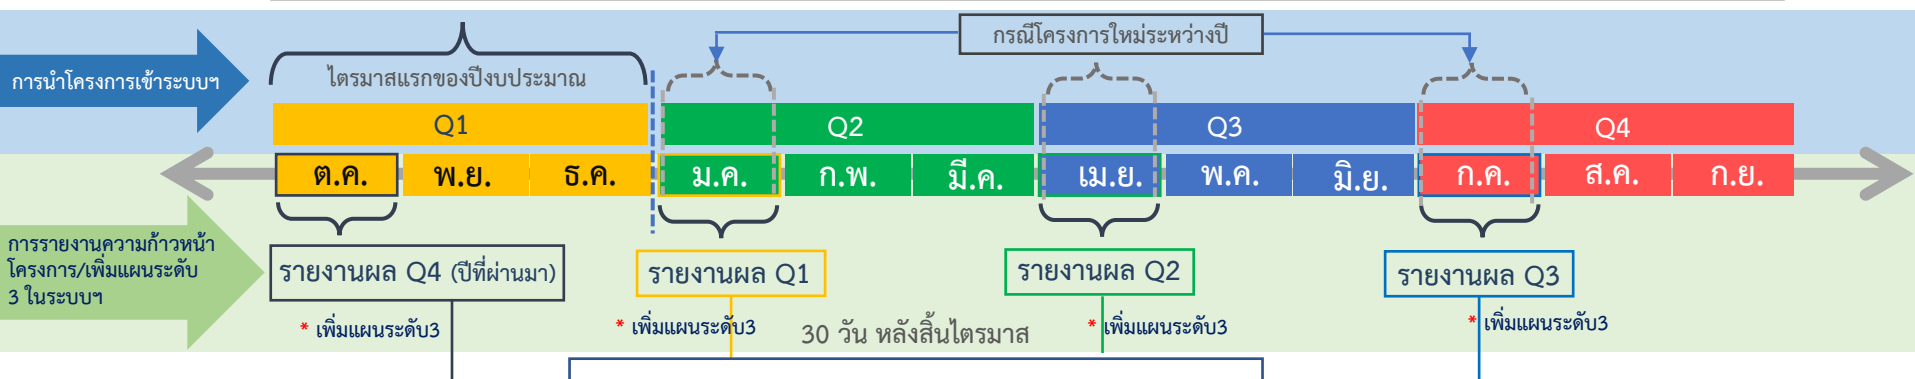 กรณีโครงการใหม่ระหว่างปี
การนำโครงการเข้าระบบฯ
ไตรมาสแรกของปีงบประมาณ
Q1 Q2 Q3 Q4
ต.ค. พ.ย. ธ.ค. ม.ค. ก.พ. มี.ค. เม.ย. พ.ค. มิ.ย. ก.ค. ส.ค. ก.ย.
การรายงานความก้าวหน้า
โครงการ/เพิ่มแผนระดับ
3 ในระบบฯ
รายงานผล Q4 (ปีที่ผ่านมา) รายงานผล Q1 รายงานผล Q2 รายงานผล Q3
* เพิ่มแผนระดับ3 * เพิ่มแผนระดับ3 * เพิ่มแผนระดับ3 * เพิ่มแผนระดับ3
30 วัน หลังสิ้นไตรมาส